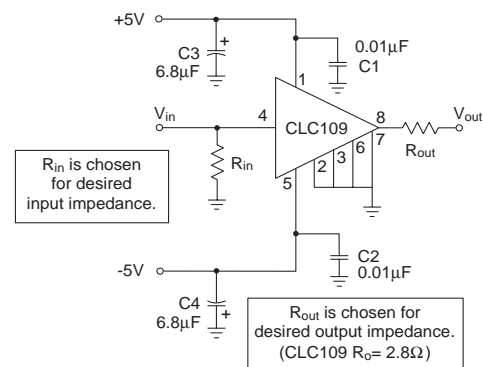 +5V
C3
+
6.8µF
0.01µF
C1
1
Vin
4
CLC109
8
Vout
7
6
3
2
Rout
Rin
5
Rin is chosen
for desired
input impedance.
C2
0.01µF
-5V
C4
+
6.8µF
Rout is chosen for
desired output impedance.
(CLC109 Ro= 2.8Ω)